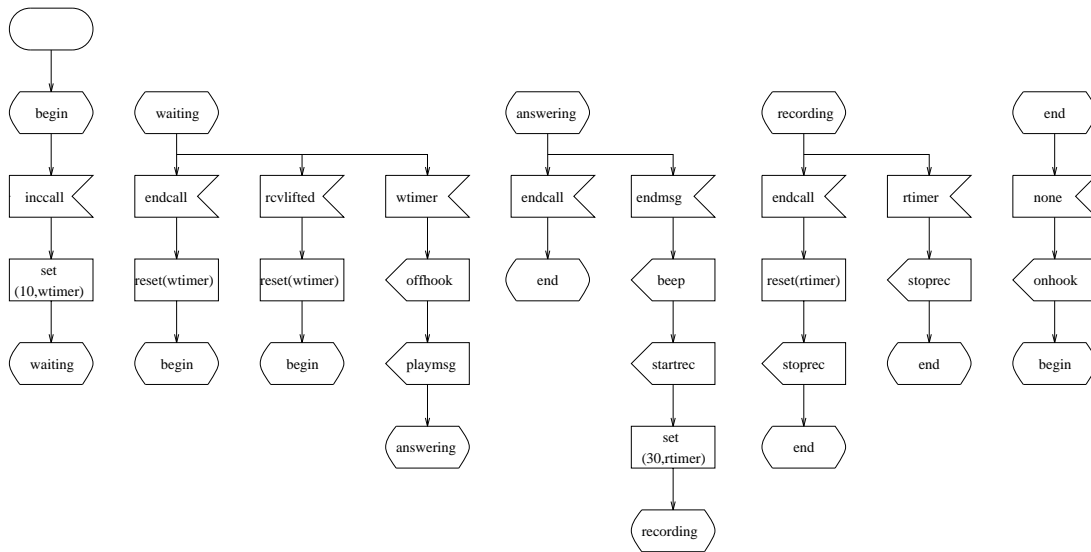 begin
inccall
set
(10,wtimer)
waiting
waiting
endcall
reset(wtimer)
begin
rcvlifted
reset(wtimer)
begin
wtimer
offhook
playmsg
answering
answering
endcall
end
endmsg
beep
startrec
set
(30,rtimer)
recording
recording
endcall
reset(rtimer)
stoprec
end
rtimer
stoprec
end
end
none
onhook
begin